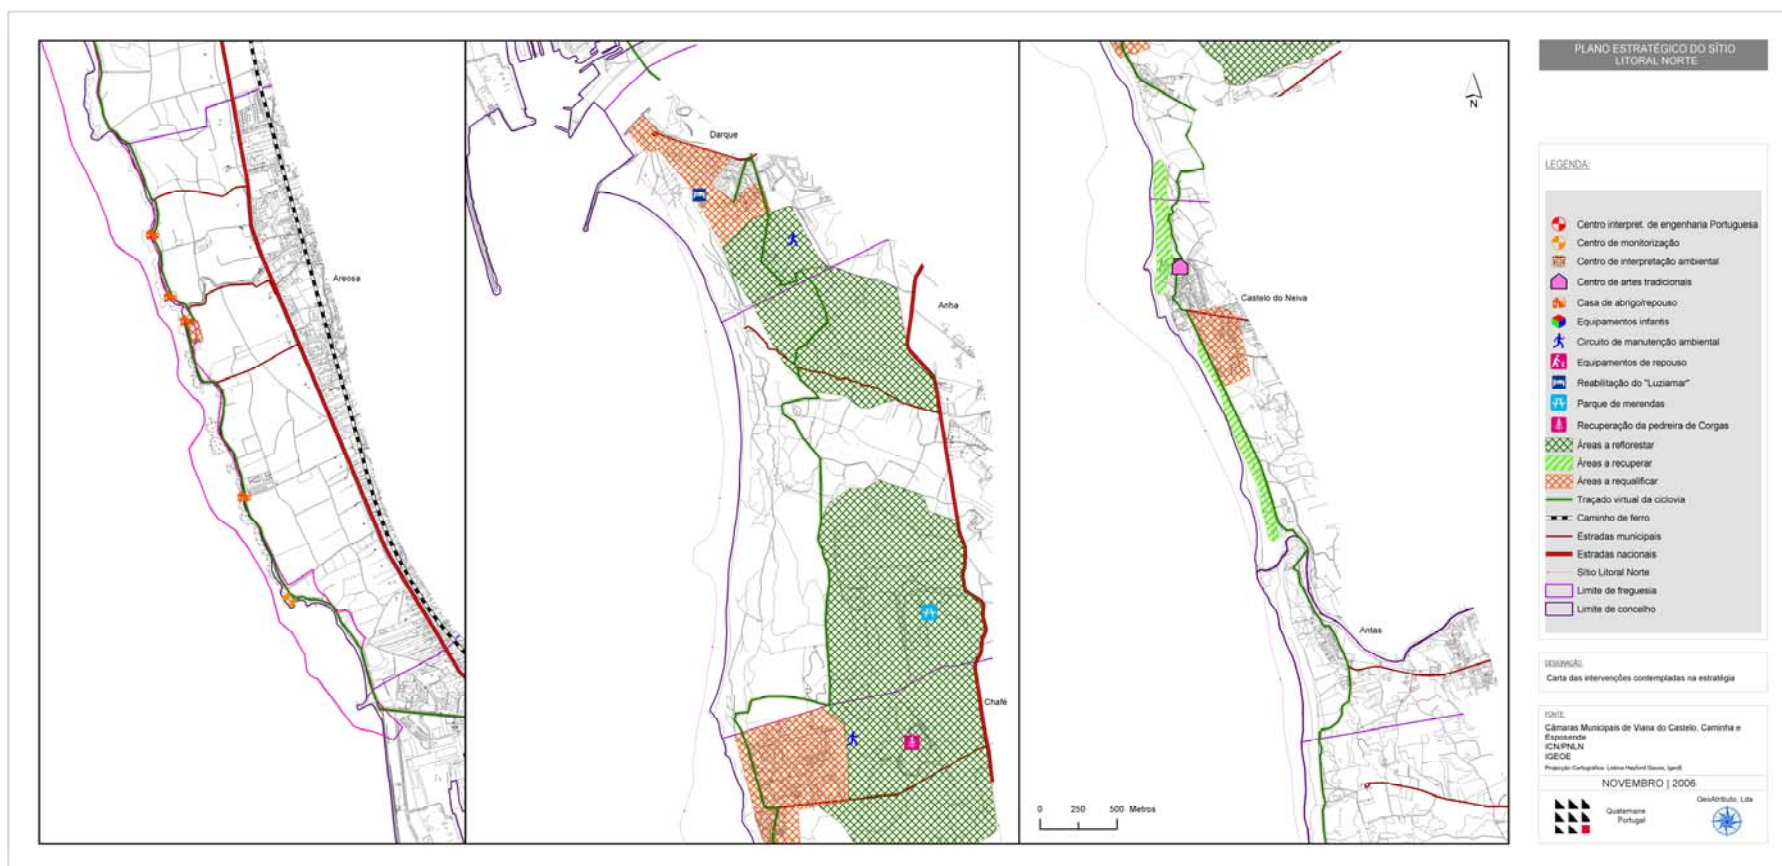 PLANO ESTRATÉGICO DO SÍTIO
LITORAL NORTE
N
Darque
Areosa
Anha
Chafé
Castelo do Neiva
Antas
0 250 500 Metros
LEGENDA:
Centro interpret. de engenharia Portuguesa
Centro de monitorização
Centro de interpretação ambiental
Centro de artes tradicionais
Casa de abrigo/repouso
Equipamentos infantis
Circuito de manutenção ambiental
Equipamentos de repouso
Reabilitação do "Luziamar"
Parque de merendas
Recuperação da pedreira de Corgas
Áreas a reflorestar
Áreas a recuperar
Áreas a requalificar
Traçado virtual da ciclovia
Caminho de ferro
Estradas municipais
Estradas nacionais
Sítio Litoral Norte
Limite de freguesia
Limite de concelho
DESIGNAÇÃO:
Carta das intervenções contempladas na estratégia
FONTE:
Câmaras Municipais de Viana do Castelo, Caminha e
Esposende
ICN/PNLN
IGEOE
NOVEMBRO | 2006
Quaternaire
Portugal
GeoAtributo, Lda